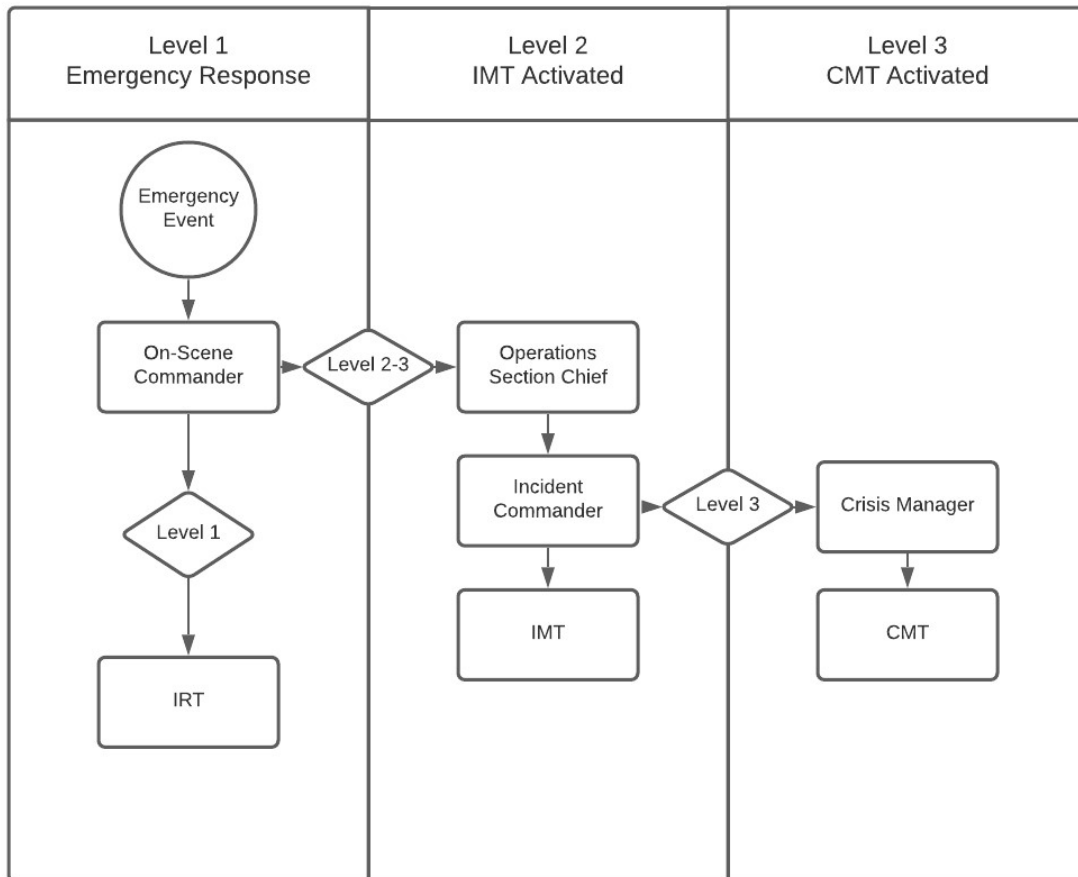 Level 1
Emergency Response
Level 2
IMT Activated
Level 3
CMT Activated
Emergency
Event
On-Scene
Commander
Level 2-3
Operations
Section Chief
Incident
Commander
Level 3
Crisis Manager
Level 1
IMT
CMT
IRT